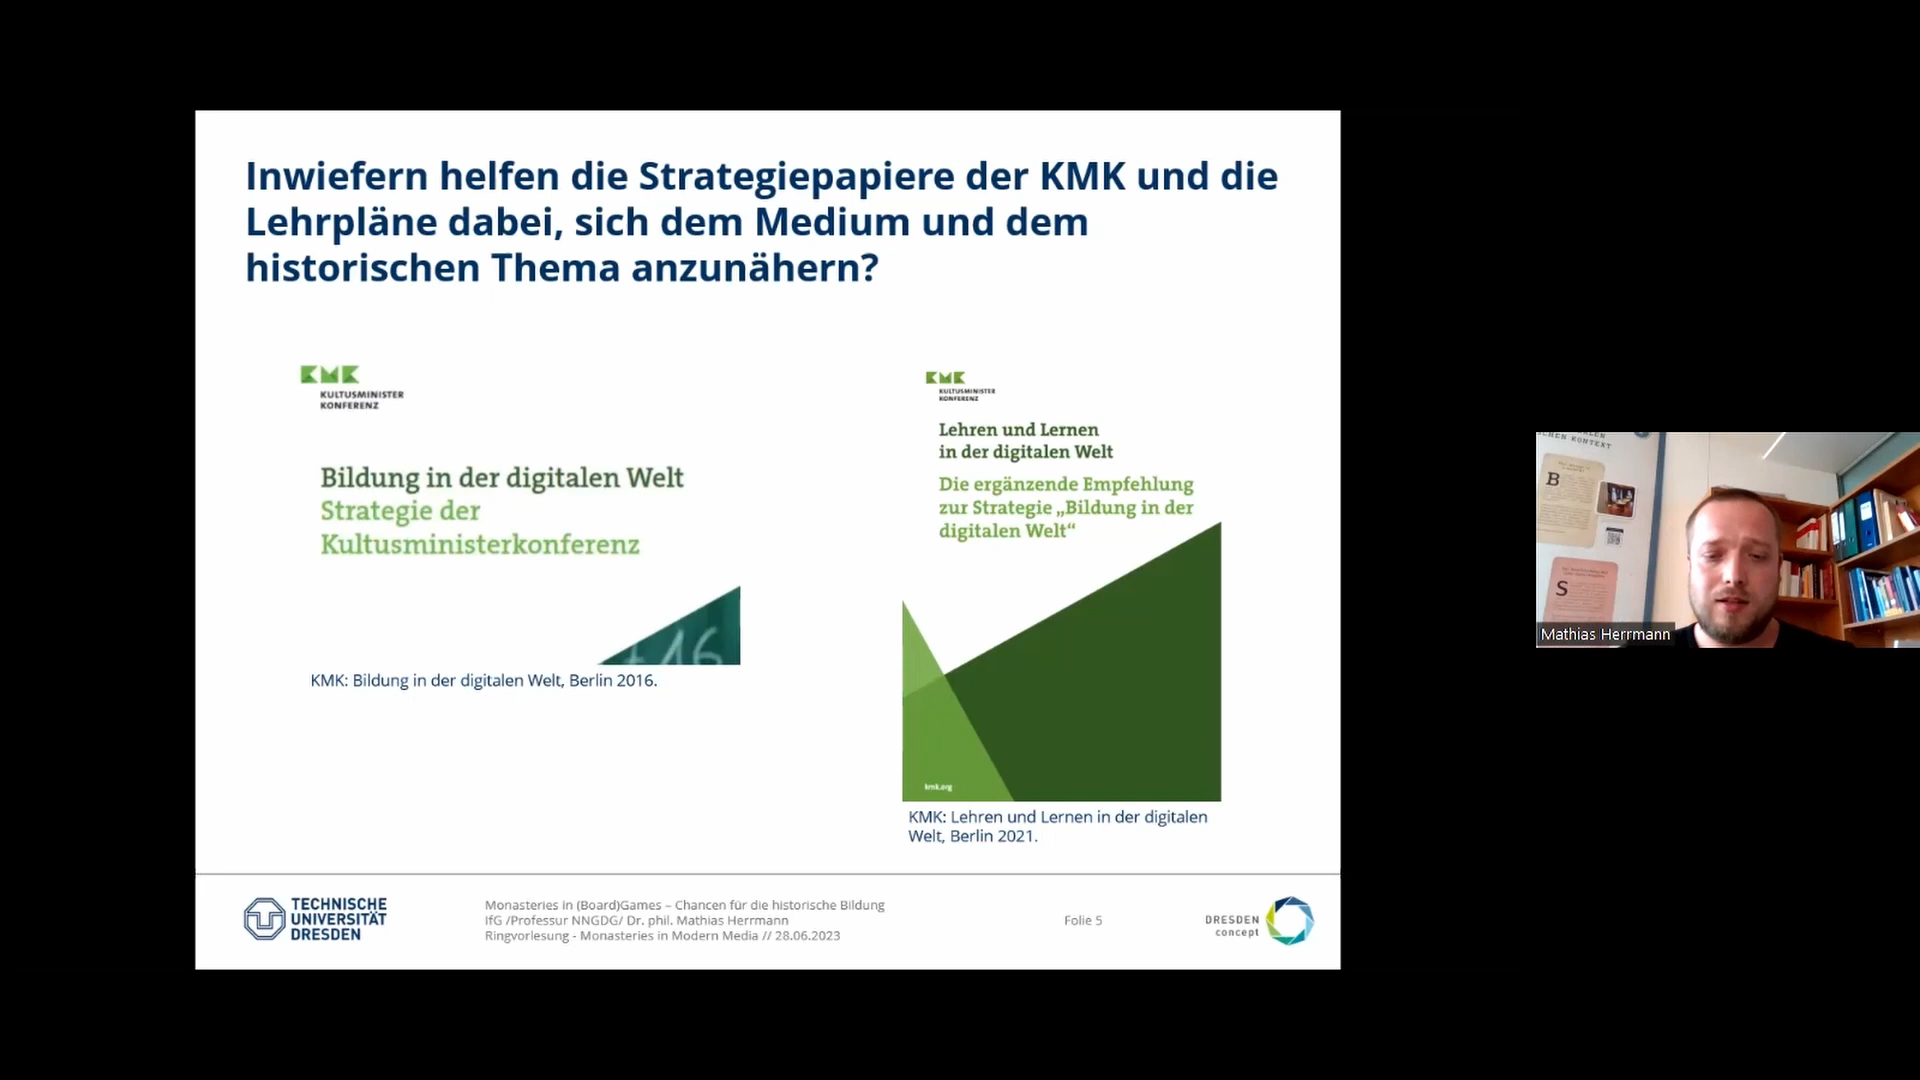 Inwiefern helfen die Strategiepapiere der KMK und die
Lehrpläne dabei, sich dem Medium und dem
historischen Thema anzunähern?
KMK
KULTUSMINISTER
KONFERENZ
Bildung in der digitalen Welt
Strategie der
Kultusministerkonferenz
+46
KMK: Bildung in der digitalen Welt, Berlin 2016.
KMK
KULTUSMINISTER
KONFERENZ
Lehren und Lernen
in der digitalen Welt
Die ergänzende Empfehlung
zur Strategie „Bildung in der
digitalen Welt“
kmk.org
KMK: Lehren und Lernen in der digitalen
Welt, Berlin 2021.
TECHNISCHE
UNIVERSITÄT
DRESDEN
Monasteries in (Board)Games – Chancen für die historische Bildung
IfG /Professur NNGDG/ Dr. phil. Mathias Herrmann
Ringvorlesung - Monasteries in Modern Media // 28.06.2023
Folie 5
DRESDEN
concept
KONTEXT
B
S
Mathias Herrmann